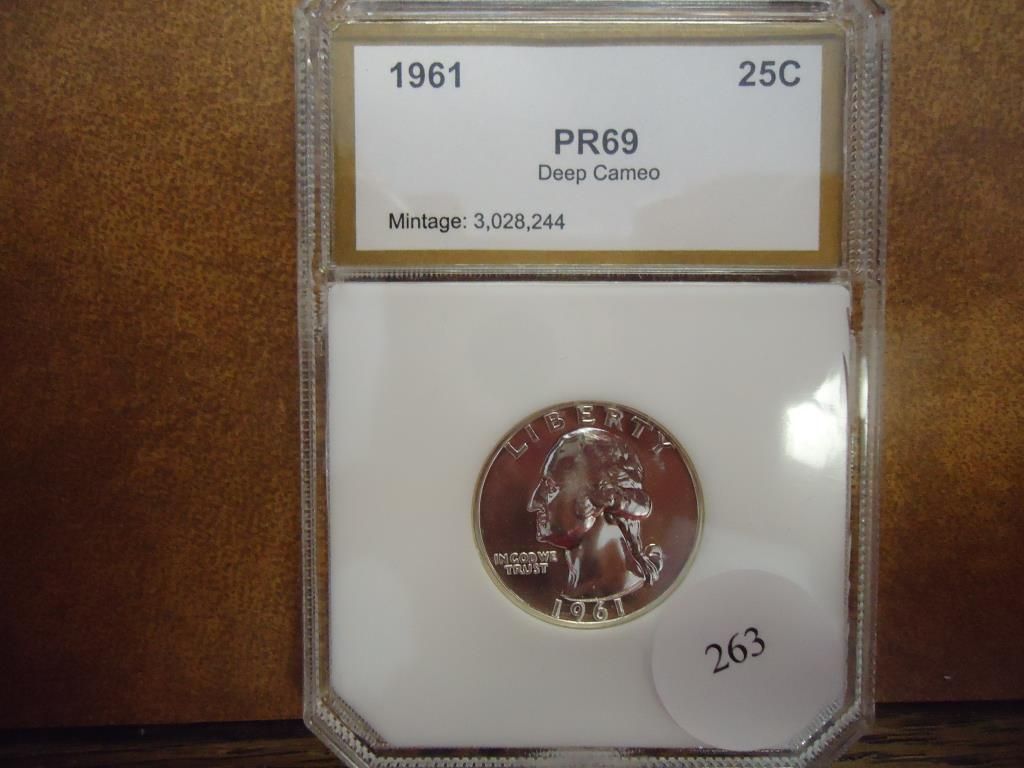 1961 25C
PR69
Deep Cameo
Mintage: 3,028,244
LIBERTY
IN GOD WE
TRUST
1961
263